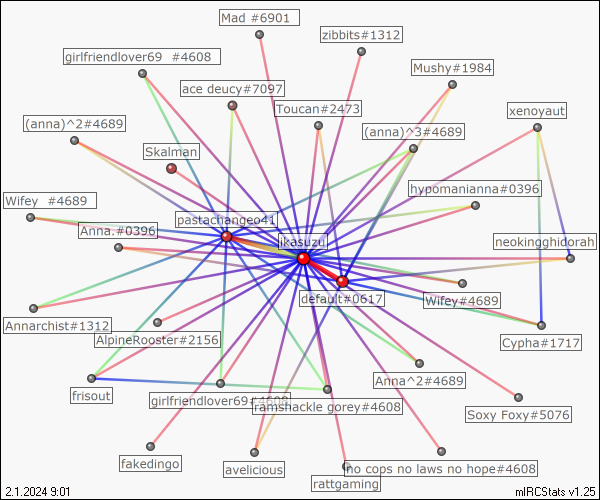 Mad #6901
zibbits#1312
girlfriendlover69 #4608
Mushy#1984
ace deucy#7097
Toucan#2473
xenoyaut
(anna)^2#4689
(anna)^3#4689
Skalman
hypomanianna#0396
Wifey #4689
pastachangeo41
Anna.#0396
ikasuzu
neokingghidorah
default#0617
Wifey#4689
Annarchist#1312
AlpineRooster#2156
Cypha#1717
Anna^2#4689
frisout
girlfriendlover69#4608
ramshackle gorey#4608
Soxy Foxy#5076
fakedingo
avelicious
no cops no laws no hope#4608
rattgaming
2.1.2024 9:01
mIRCStats v1.25